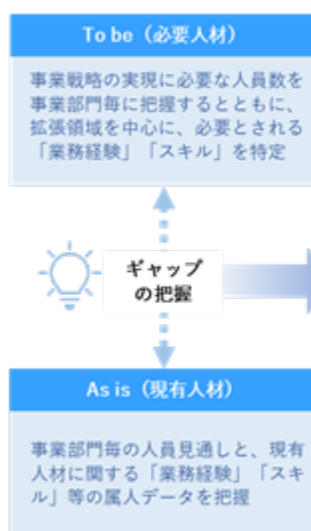 To be（必要人材）
事業戦略の実現に必要な人員数を
事業部門毎に把握するとともに、
拡張領域を中心に、必要とされる
「業務経験」「スキル」を特定
ギャップ
の把握
As is（現有人材）
事業部門毎の人員見通しと、現有
人材に関する「業務経験」「スキ
ル」等の属人データを把握